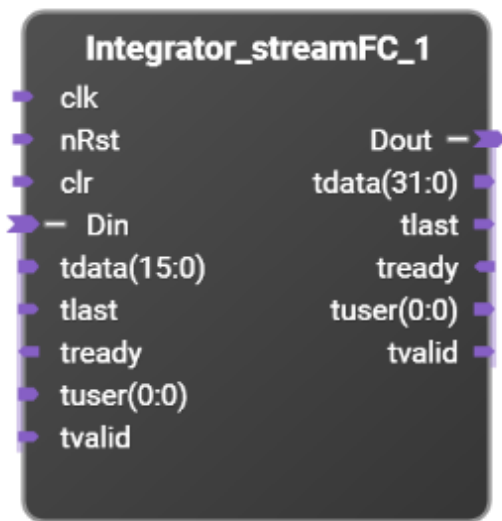 Integrator_streamFC_1
clk
nRst
clr
Din
tdata(15:0)
tlast
tready
tuser(0:0)
tvalid
Dout
tdata(31:0)
tlast
tready
tuser(0:0)
tvalid